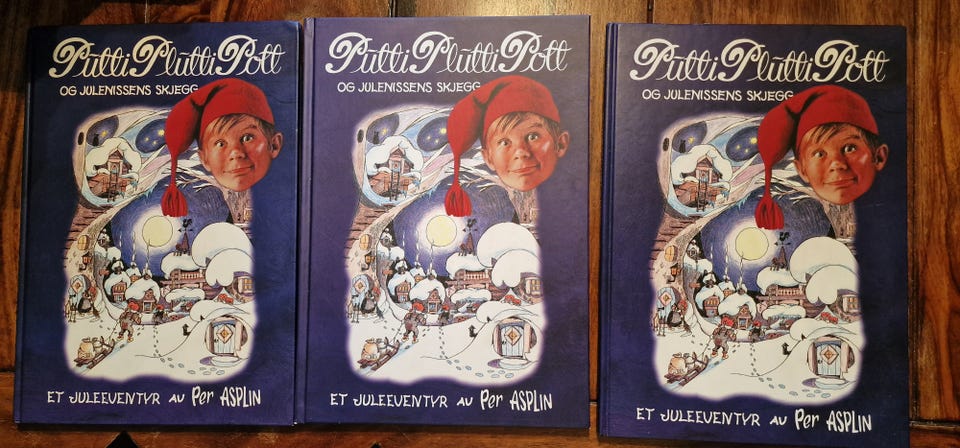 Putti Plutti Pott
OG JULENISSENS SKJEGG
ET JULEEVENTYR AV Per ASPLIN
Putti Plutti Pott
OG JULENISSENS SKJEGG
ET JULEEVENTYR AV Per ASPLIN
Putti Plutti Pott
OG JULENISSENS SKJEGG
ET JULEEVENTYR AV Per ASPLIN